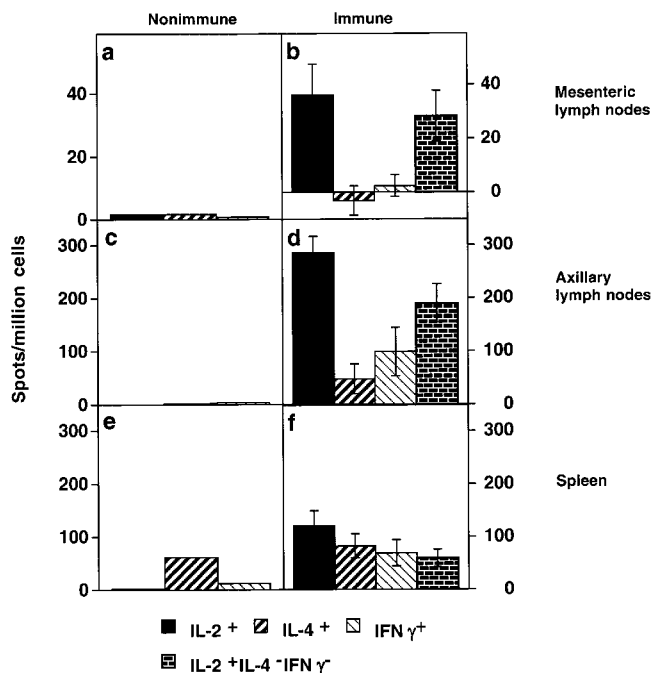 Nonimmune Immune
a b
40 40 Mesenteric
lymph nodes
20 20
0 0
c d
300 300
200 200 Axillary
lymph nodes
100 100
0 0
e f
300 300
200 200 Spleen
100 100
0 0
Spots/million cells
IL-2 + IL-4 + IFN γ+
IL-2 +IL-4 -IFN γ-